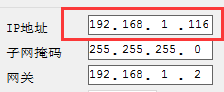 IP地址 192.168. 1 .116
子网掩码 255.255.255. 0
网关 192.168. 1 . 2